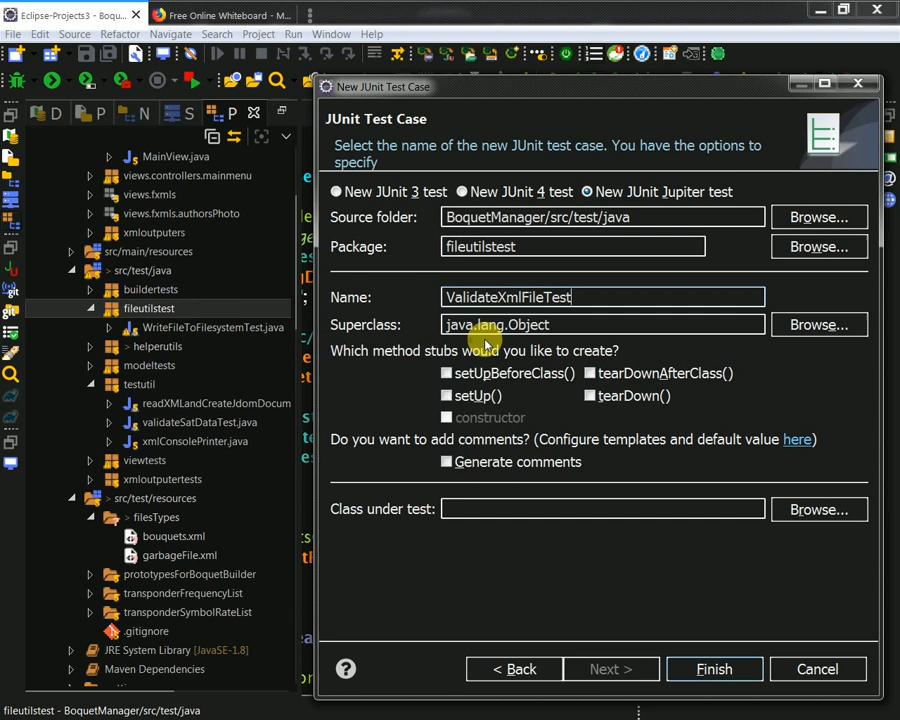 Eclipse-Projects3 - Boqu...
Free Online Whiteboard - M...
File Edit Source Refactor Navigate Search Project Run Window Help
D P N S P
New JUnit Test Case
JUnit Test Case
Select the name of the new JUnit test case. You have the options to
specify
New JUnit 3 test New JUnit 4 test New JUnit Jupiter test
Source folder: BoquetManager/src/test/java Browse...
Package: fileutilstest Browse...
Name: ValidateXmlFileTest
Superclass: java.lang.Object Browse...
Which method stubs would you like to create?
setUpBeforeClass() tearDownAfterClass()
setUp() tearDown()
constructor
Do you want to add comments? (Configure templates and default value here)
Generate comments
Class under test: Browse...
< Back Next > Finish Cancel
MainView.java
views.controllers.mainmenu
views.fxmls
views.fxmls.authorsPhoto
xmloutputers
src/main/resources
> src/test/java
buildertests
fileutilstest
WriteFileToFilesystemTest.java
> helperutils
modeltests
testutil
readXMLandCreateJdomDocum
validateSatDataTest.java
xmlConsolePrinter.java
viewtests
xmloutputertests
> src/test/resources
> filesTypes
bouquets.xml
garbageFile.xml
prototypesForBoquetBuilder
transponderFrequencyList
transponderSymbolRateList
.gitignore
JRE System Library [JavaSE-1.8]
Maven Dependencies
fileutilstest - BoquetManager/src/test/java